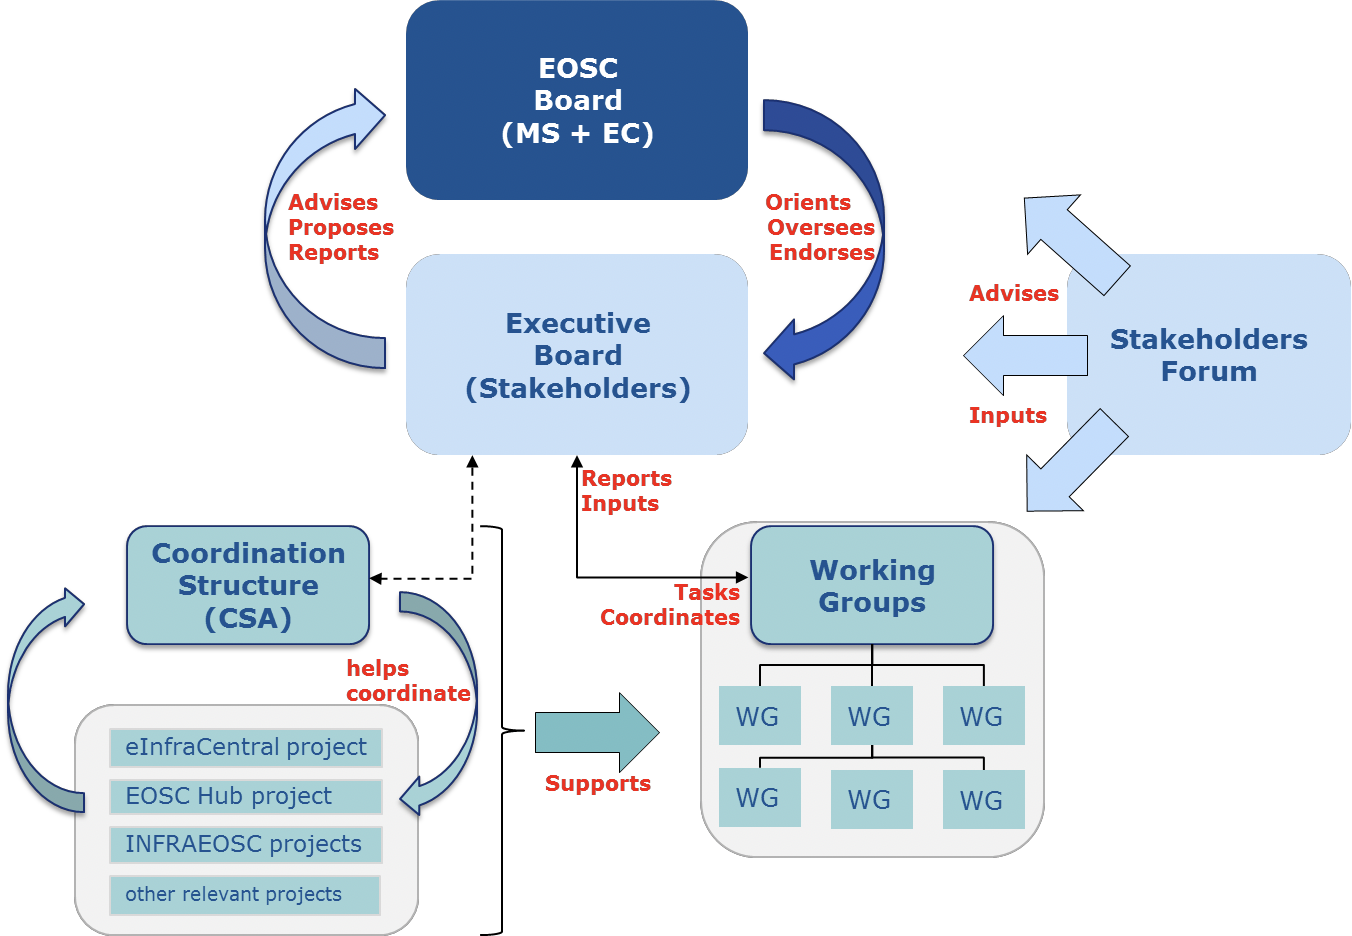 EOSC
Board
(MS + EC)
Advises
Proposes
Reports
Orients
Oversees
Endorses
Executive
Board
(Stakeholders)
Advises
Inputs
Stakeholders
Forum
Reports
Inputs
Tasks
Coordinates
Coordination
Structure
(CSA)
helps
coordinate
eInfraCentral project
EOSC Hub project
INFRAEOSC projects
other relevant projects
Supports
Working
Groups
WG
WG
WG
WG
WG
WG